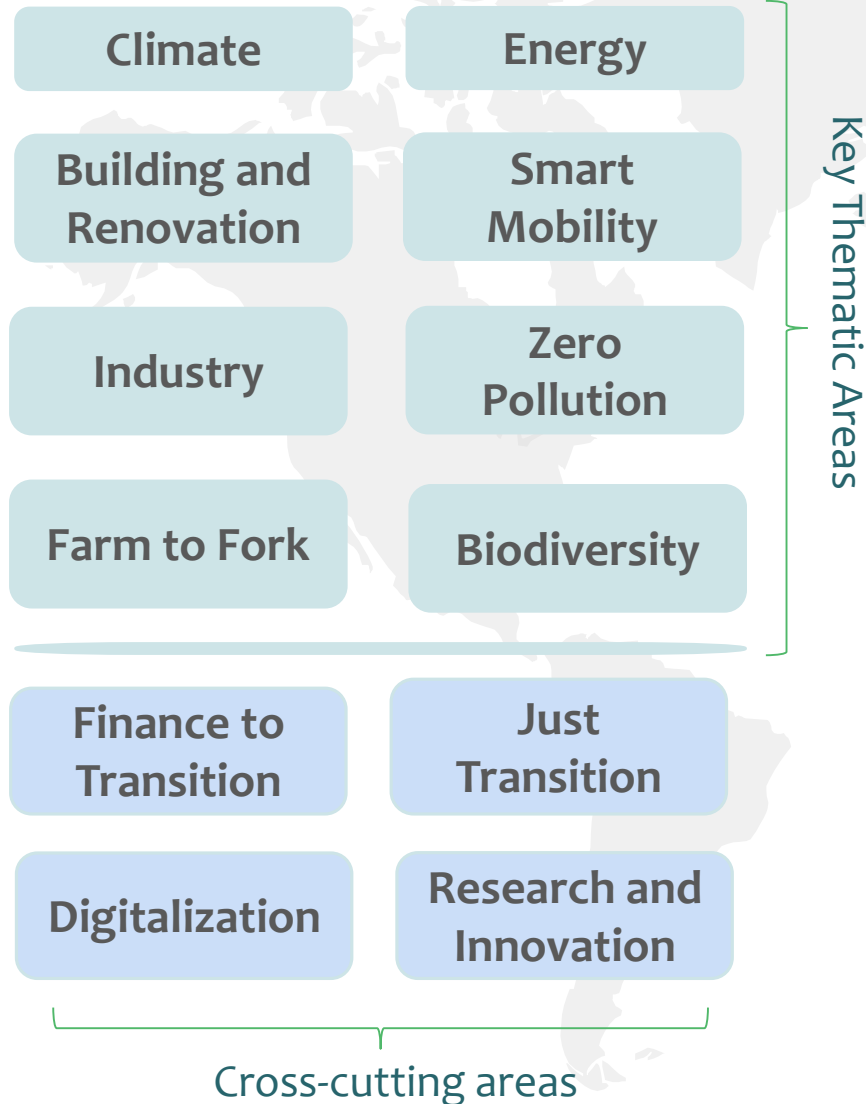 Climate
Energy
Building and
Renovation
Smart
Mobility
Industry
Zero
Pollution
Farm to Fork
Biodiversity
Key Thematic Areas
Finance to
Transition
Just
Transition
Digitalization
Research and
Innovation
Cross-cutting areas